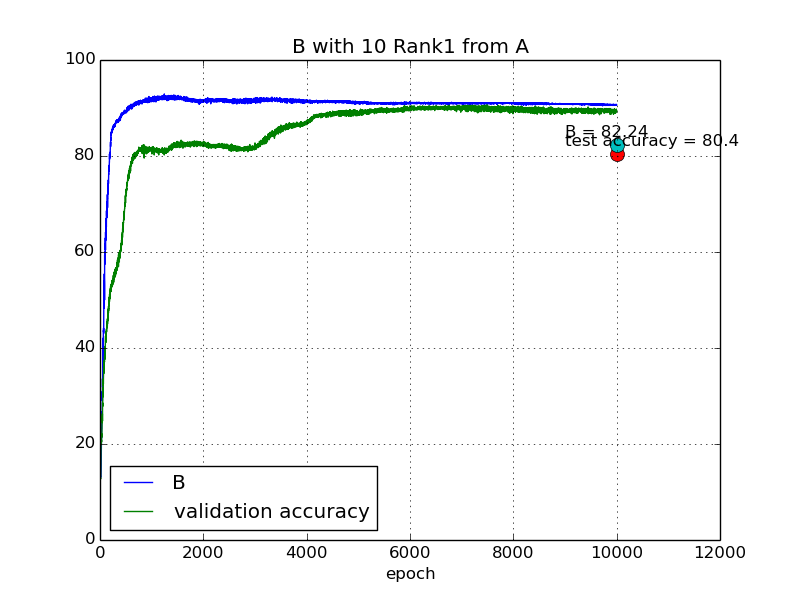 B with 10 Rank1 from A
100
80
60
40
20
0
B = 82.24
test accuracy = 80.4
B
validation accuracy
0 2000 4000 6000 8000 10000 12000
epoch